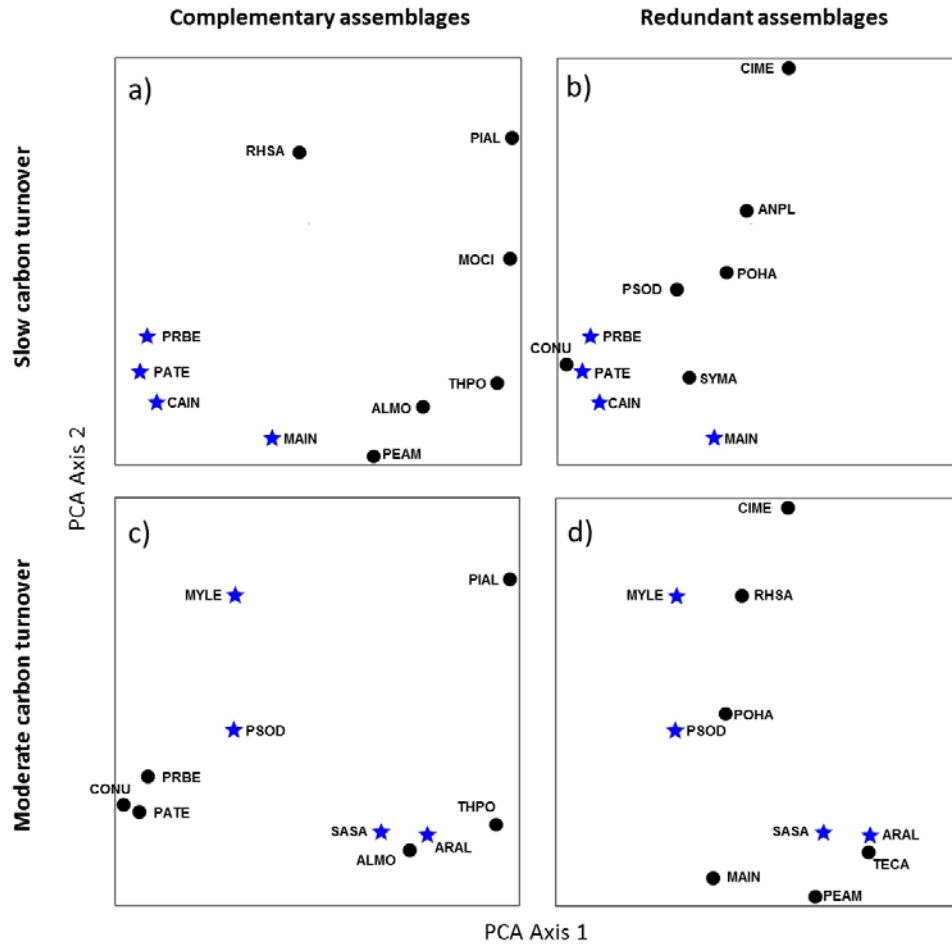 Complementary assemblages
Redundant assemblages
Slow carbon turnover
Moderate carbon turnover
PCA Axis 2
a)
RHSA
PIAL
MOCI
PRBE
PATE
CAIN
THPO
ALMO
MAIN
PEAM
b)
CIME
ANPL
POHA
PSOD
PRBE
CONU
PATE
SYMA
CAIN
MAIN
c)
PIAL
MYLE
PSOD
PRBE
CONU
PATE
THPO
SASA
ARAL
ALMO
d)
CIME
MYLE
RHSA
POHA
PSOD
SASA
ARAL
TECA
MAIN
PEAM
PCA Axis 1